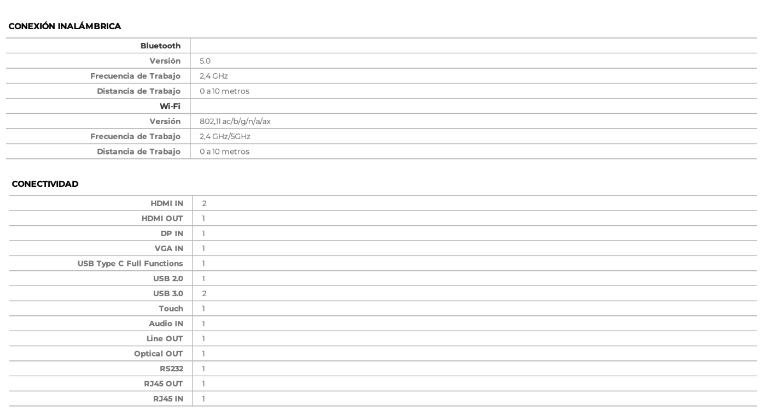 CONEXIÓN INALÁMBRICA
Bluetooth
Versión 5.0
Frecuencia de Trabajo 2,4 GHz
Distancia de Trabajo 0 a 10 metros
Wi-Fi
Versión 802,11 ac/b/g/n/a/ax
Frecuencia de Trabajo 2,4 GHz/5GHz
Distancia de Trabajo 0 a 10 metros
CONECTIVIDAD
HDMI IN 2
HDMI OUT 1
DP IN 1
VGA IN 1
USB Type C Full Functions 1
USB 2.0 1
USB 3.0 2
Touch 1
Audio IN 1
Line OUT 1
Optical OUT 1
RS232 1
RJ45 OUT 1
RJ45 IN 1